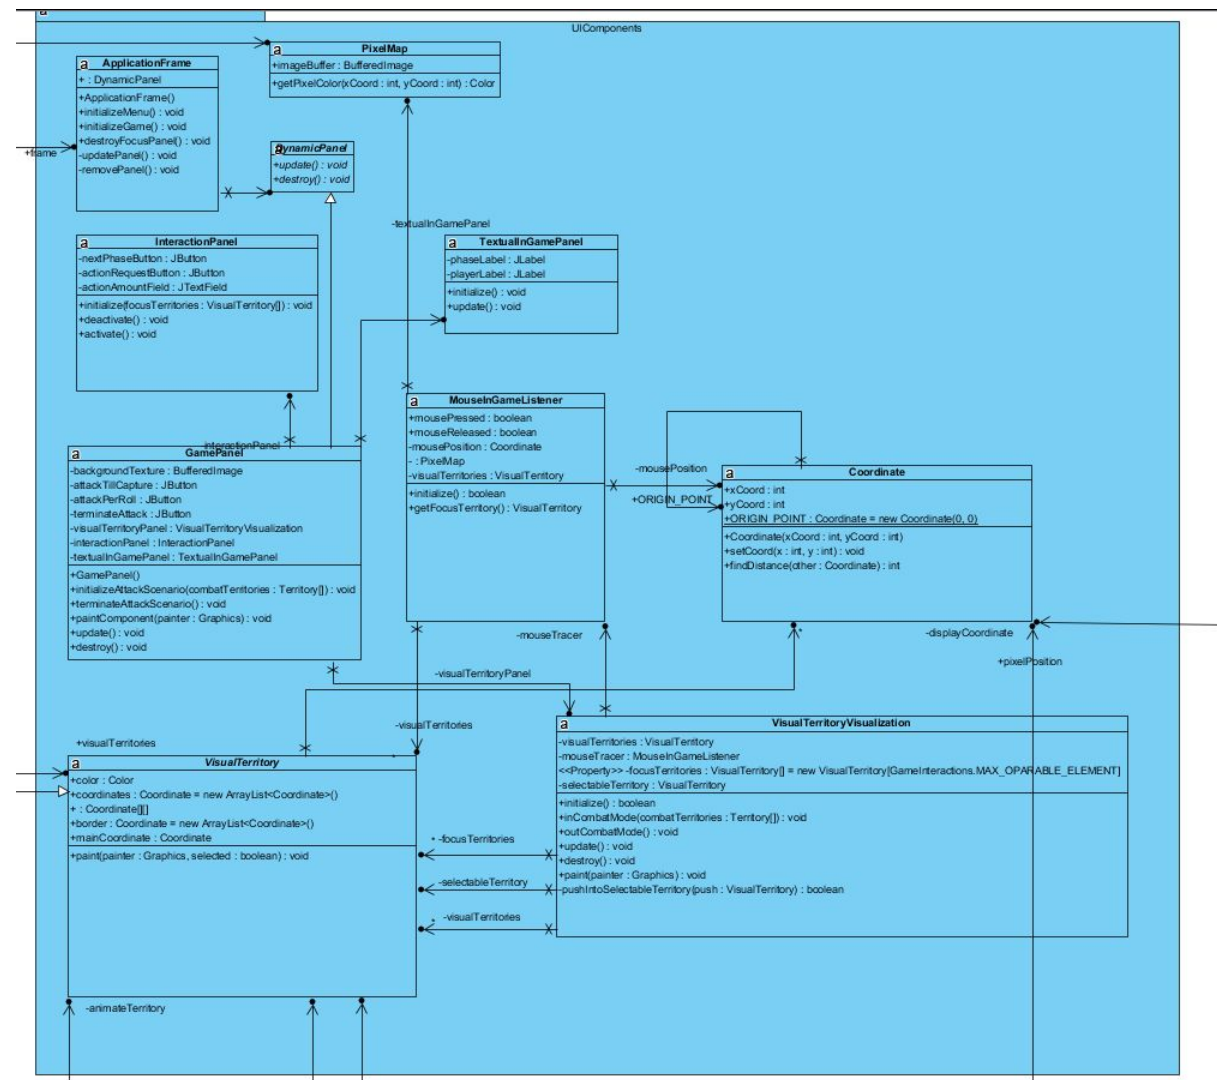 a
UIComponents
a
PixelMap
+imageBuffer : BufferedImage
+getPixelColor(xCoord : int, yCoord : int) : Color
a
ApplicationFrame
+ : DynamicPanel
+ApplicationFrame()
+initializeMenu() : void
+initializeGame() : void
+destroyFocusPanel() : void
-updatePanel() : void
-removePanel() : void
+frame
a
DynamicPanel
+update() : void
+destroy() : void
-textualInGamePanel
a
InteractionPanel
-nextPhaseButton : JButton
-actionRequestButton : JButton
-actionAmountField : JTextField
+initialize(focusTerritories : VisualTerritory[]) : void
+deactivate() : void
+activate() : void
a
TextualInGamePanel
-phaseLabel : JLabel
-playerLabel : JLabel
+initialize() : void
+update() : void
-interactionPanel
a
GamePanel
-backgroundTexture : BufferedImage
-attackTillCapture : JButton
-attackPerRoll : JButton
-terminateAttack : JButton
-visualTerritoryPanel : VisualTerritoryVisualization
-interactionPanel : InteractionPanel
-textualInGamePanel : TextualInGamePanel
+GamePanel()
+initializeAttackScenario(combatTerritories : Territory[]) : void
+terminateAttackScenario() : void
+paintComponent(painter : Graphics) : void
+update() : void
+destroy() : void
a
MouseInGameListener
+mousePressed : boolean
+mouseReleased : boolean
-mousePosition : Coordinate
- : PixelMap
-visualTerritories : VisualTerritory
+initialize() : boolean
+getFocusTerritory() : VisualTerritory
-mousePosition
+ORIGIN_POINT
a
Coordinate
+xCoord : int
+yCoord : int
+ORIGIN_POINT : Coordinate = new Coordinate(0, 0)
+Coordinate(xCoord : int, yCoord : int)
+setCoord(x : int, y : int) : void
+findDistance(other : Coordinate) : int
-mouseTracer
*
-displayCoordinate
+pixelPosition
-visualTerritoryPanel
-visualTerritories
+visualTerritories
a
VisualTerritory
+color : Color
+coordinates : Coordinate = new ArrayList<Coordinate>()
+ : Coordinate[][]
+border : Coordinate = new ArrayList<Coordinate>()
+mainCoordinate : Coordinate
+paint(painter : Graphics, selected : boolean) : void
a
VisualTerritoryVisualization
-visualTerritories : VisualTerritory
-mouseTracer : MouseInGameListener
<<Property>> -focusTerritories : VisualTerritory[] = new VisualTerritory[GameInteractions.MAX_OPARABLE_ELEMENT]
-selectableTerritory : VisualTerritory
+initialize() : boolean
+inCombatMode(combatTerritories : Territory[]) : void
+outCombatMode() : void
+update() : void
+destroy() : void
+paint(painter : Graphics) : void
-pushIntoSelectableTerritory(push : VisualTerritory) : boolean
* -focusTerritories
-selectableTerritory
* -visualTerritories
-animateTerritory